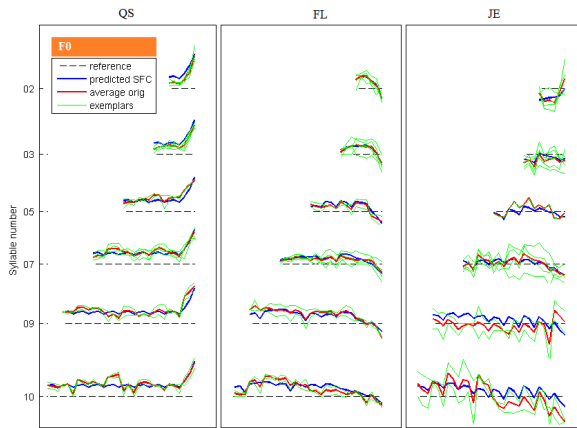 QS FL JE
F0
reference
predicted SFC
average orig
exemplars
02
03
05
07
09
10
Syllable number